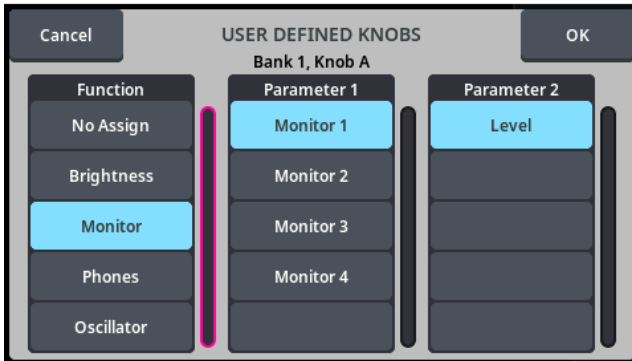 Cancel
USER DEFINED KNOBS
OK
Bank 1, Knob A
Function
Parameter 1
Parameter 2
No Assign
Monitor 1
Level
Brightness
Monitor 2
Monitor
Monitor 3
Phones
Monitor 4
Oscillator